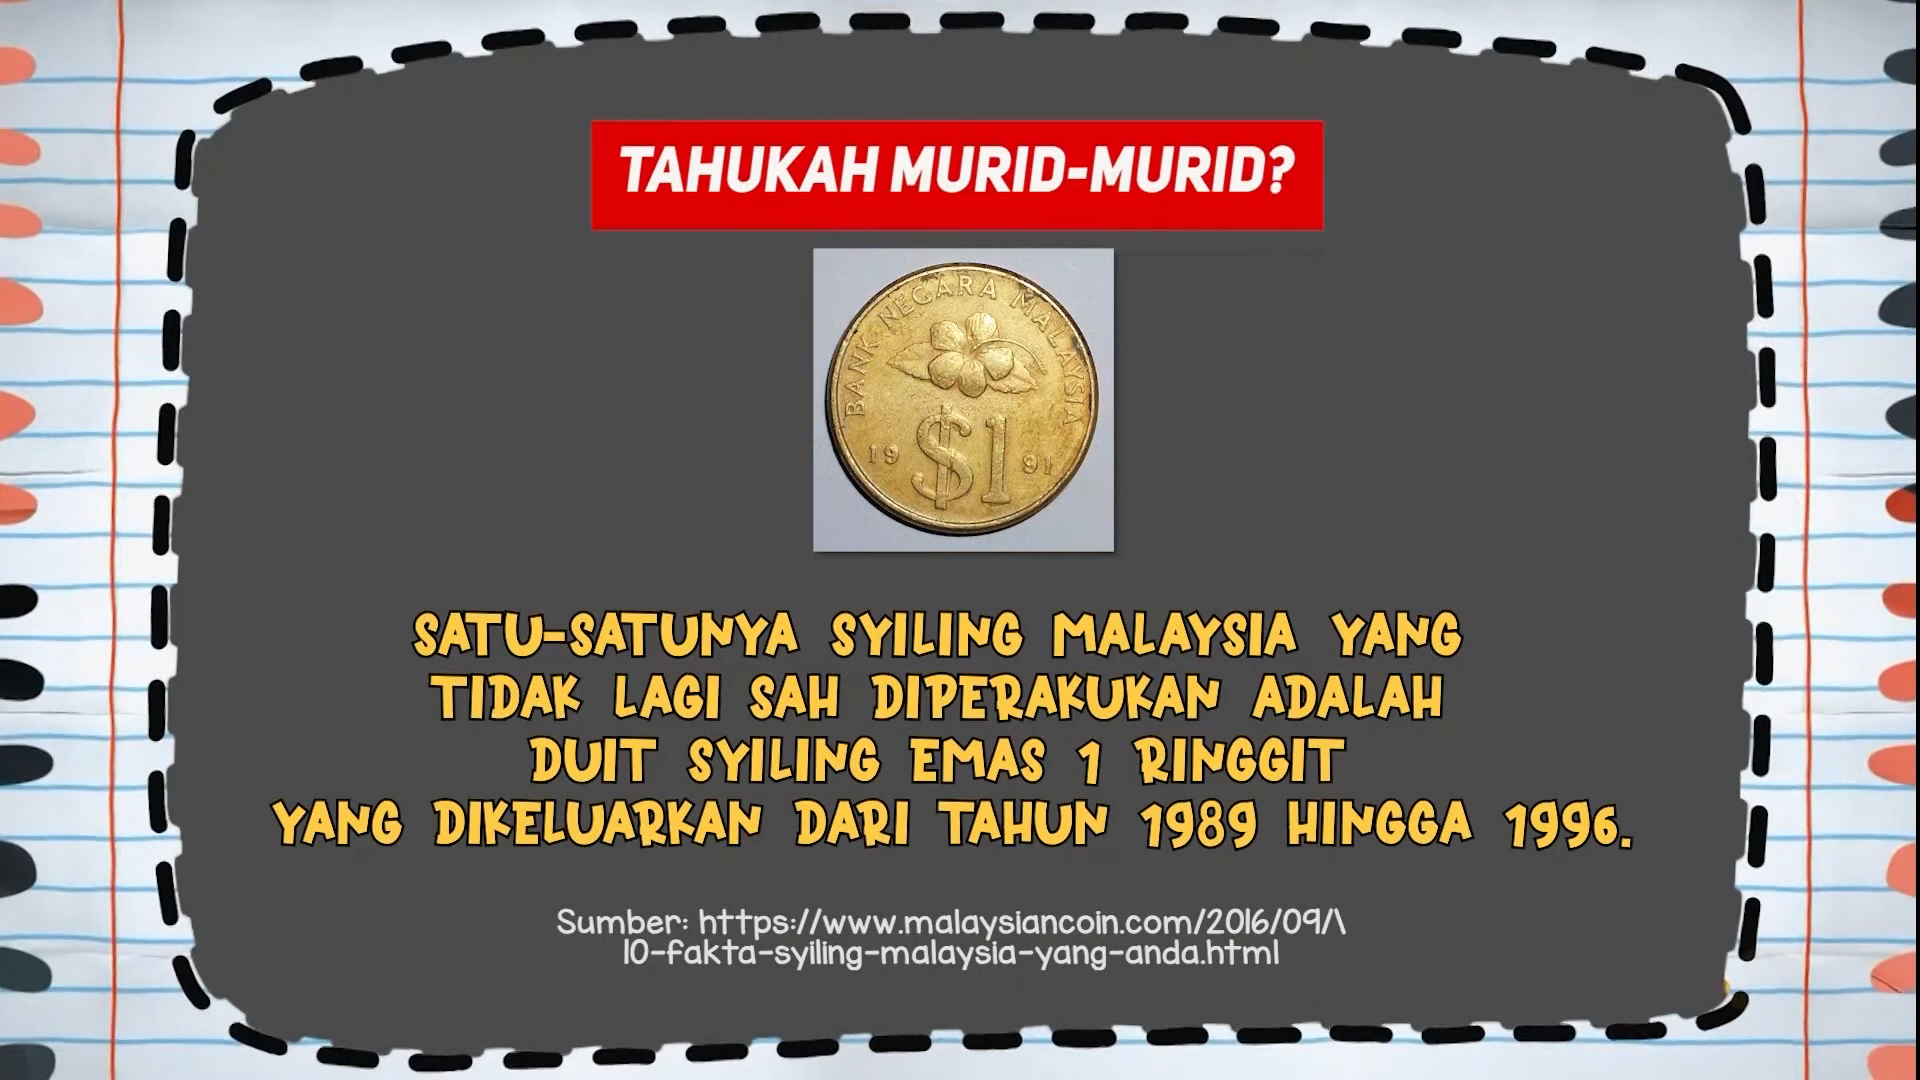 TAHUKAH MURID-MURID?
BANK NEGARA MALAYSIA
$1
19 91
SATU-SATUNYA SYILING MALAYSIA YANG
TIDAK LAGI SAH DIPERAKUKAN ADALAH
DUIT SYILING EMAS 1 RINGGIT
YANG DIKELUARKAN DARI TAHUN 1989 HINGGA 1996.
Sumber: https://www.malaysiancoin.com/2016/09/\
10-fakta-syiling-malaysia-yang-anda.html